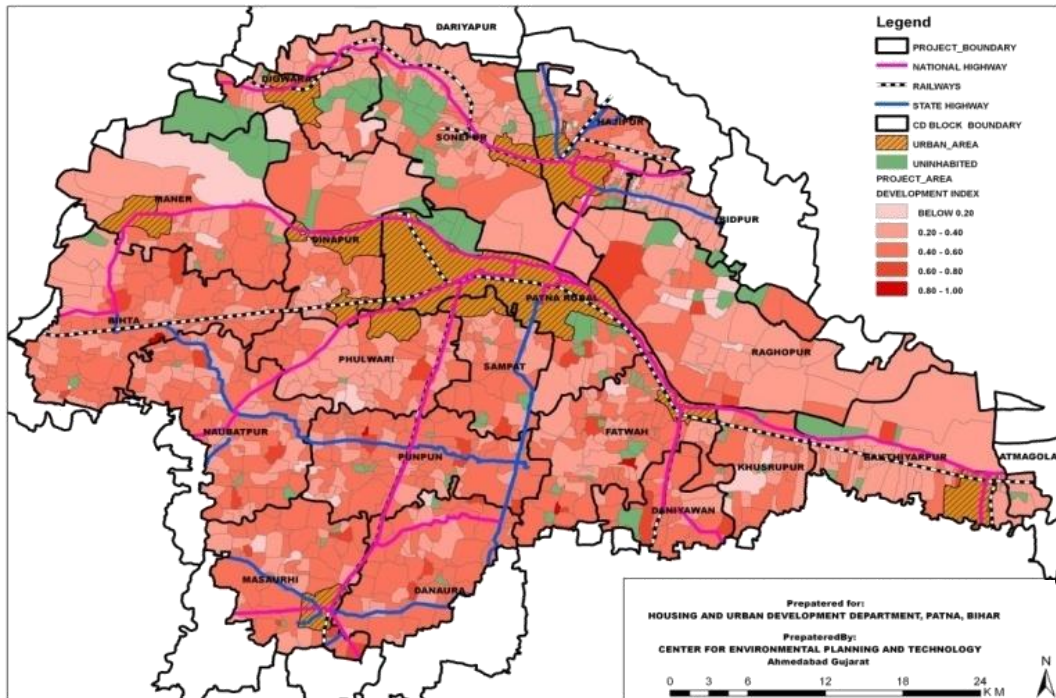 DARIYAPUR
Legend
PROJECT_BOUNDARY
NATIONAL HIGHWAY
RAILWAYS
STATE HIGHWAY
CD BLOCK BOUNDARY
URBAN_AREA
UNINHABITED
PROJECT_AREA
DEVELOPMENT INDEX
BELOW 0.20
0.20 - 0.40
0.40 - 0.60
0.60 - 0.80
0.80 - 1.00
DIGWARA
HAJIPUR
SONEPUR
MANER
BIDPUR
DINAPUR
PATNA RURAL
BIHTA
RAGHOPUR
PHULWARI
SAMPAT
NAUBATPUR
FATWAH
PUNPUN
BAKTHIYARPUR
ATMAGOLA
KHUSRUPUR
DANIYAWAN
MASAURHI
DANAURA
Prepatered for:
HOUSING AND URBAN DEVELOPMENT DEPARTMENT, PATNA, BIHAR
PrepateredBy:
CENTER FOR ENVIRONMENTAL PLANNING AND TECHNOLOGY
Ahmedabad Gujarat
N
0 3 6 12 18 24
KM